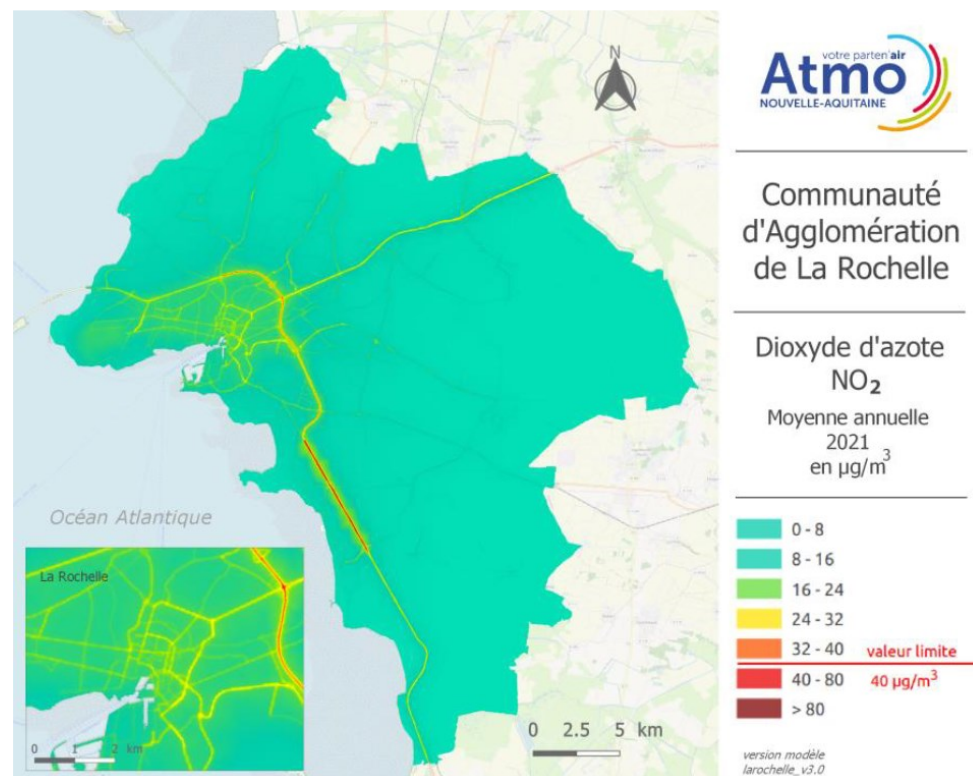 N
Océan Atlantique
La Rochelle
0 1 2 km
0 2.5 5 km
votre parten'air
Atmo
NOUVELLE-AQUITAINE
Communauté
d'Agglomération
de La Rochelle
Dioxyde d'azote
NO2
Moyenne annuelle
2021
en µg/m3
0 - 8
8 - 16
16 - 24
24 - 32
32 - 40 valeur limite
40 - 80 40 µg/m3
> 80
version modèle
larochelle_v3.0